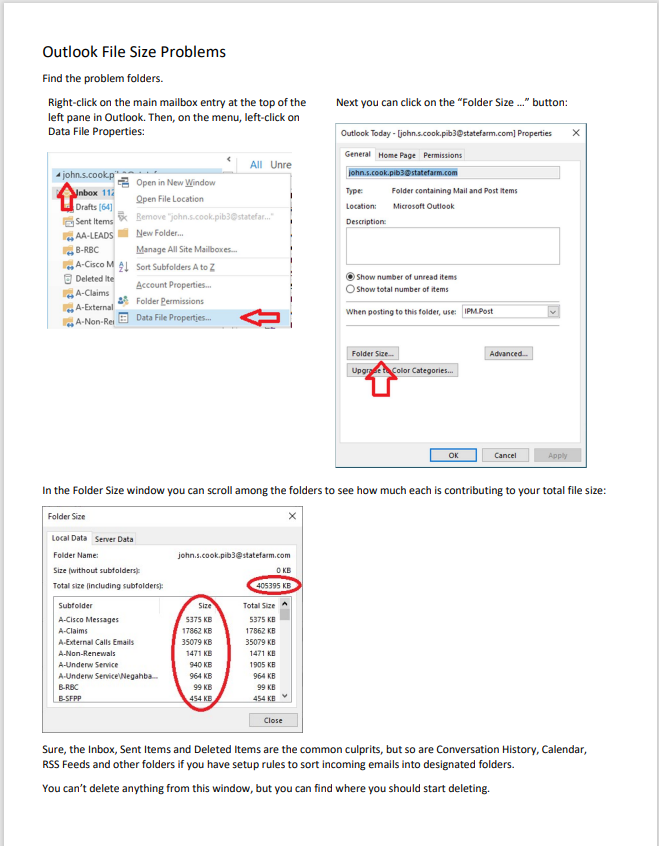 Outlook File Size Problems
Find the problem folders.
Right-click on the main mailbox entry at the top of the
left pane in Outlook. Then, on the menu, left-click on
Data File Properties:
All Unre
john.s.cook.p
Inbox 112
Drafts [64]
Sent Items
AA-LEADS
B-RBC
A-Cisco M
Deleted Ite
A-Claims
A-External
A-Non-Re
Open in New Window
Open File Location
Remove "john.s.cook.pib3@statefar..."
New Folder...
Manage All Site Mailboxes...
Sort Subfolders A to Z
Account Properties...
Folder Permissions
Data File Properties...
Next you can click on the “Folder Size …” button:
Outlook Today - [john.s.cook.pib3@statefarm.com] Properties
General Home Page Permissions
john.s.cook.pib3@statefarm.com
Type: Folder containing Mail and Post Items
Location: Microsoft Outlook
Description:
Show number of unread items
Show total number of items
When posting to this folder, use: IPM.Post
Folder Size... Advanced...
Upgrade to Color Categories...
OK Cancel Apply
In the Folder Size window you can scroll among the folders to see how much each is contributing to your total file size:
Folder Size
Local Data Server Data
Folder Name: john.s.cook.pib3@statefarm.com
Size (without subfolders): 0 KB
Total size (including subfolders): 405395 KB
Subfolder Size Total Size
A-Cisco Messages 5375 KB 5375 KB
A-Claims 17862 KB 17862 KB
A-External Calls Emails 35079 KB 35079 KB
A-Non-Renewals 1471 KB 1471 KB
A-Underw Service 940 KB 1905 KB
A-Underw Service\Negahba... 964 KB 964 KB
B-RBC 99 KB 99 KB
B-SFPP 454 KB 454 KB
Close
Sure, the Inbox, Sent Items and Deleted Items are the common culprits, but so are Conversation History, Calendar,
RSS Feeds and other folders if you have setup rules to sort incoming emails into designated folders.
You can’t delete anything from this window, but you can find where you should start deleting.